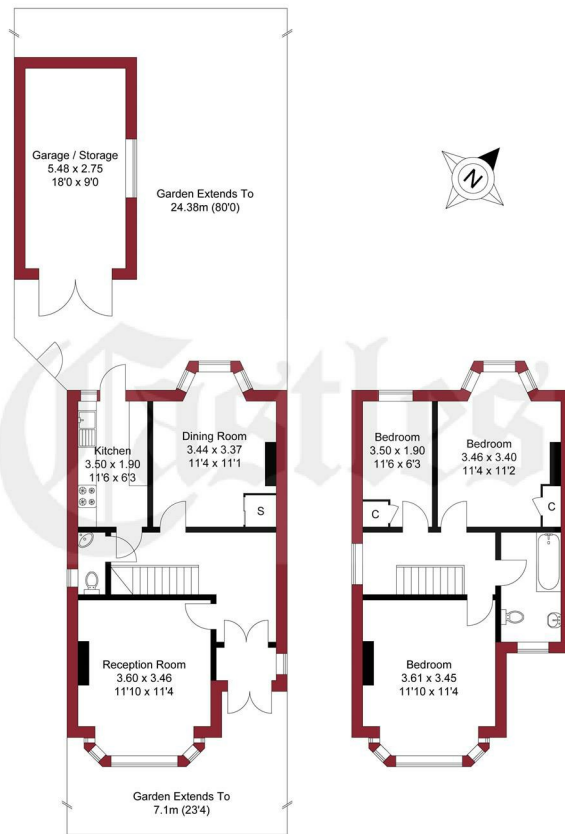 Garage / Storage
5.48 x 2.75
18'0 x 9'0
Garden Extends To
24.38m (80'0)
N
Castles
Kitchen
3.50 x 1.90
11'6 x 6'3
Dining Room
3.44 x 3.37
11'4 x 11'1
S
Bedroom
3.50 x 1.90
11'6 x 6'3
C
Bedroom
3.46 x 3.40
11'4 x 11'2
C
Reception Room
3.60 x 3.46
11'10 x 11'4
Bedroom
3.61 x 3.45
11'10 x 11'4
Garden Extends To
7.1m (23'4)